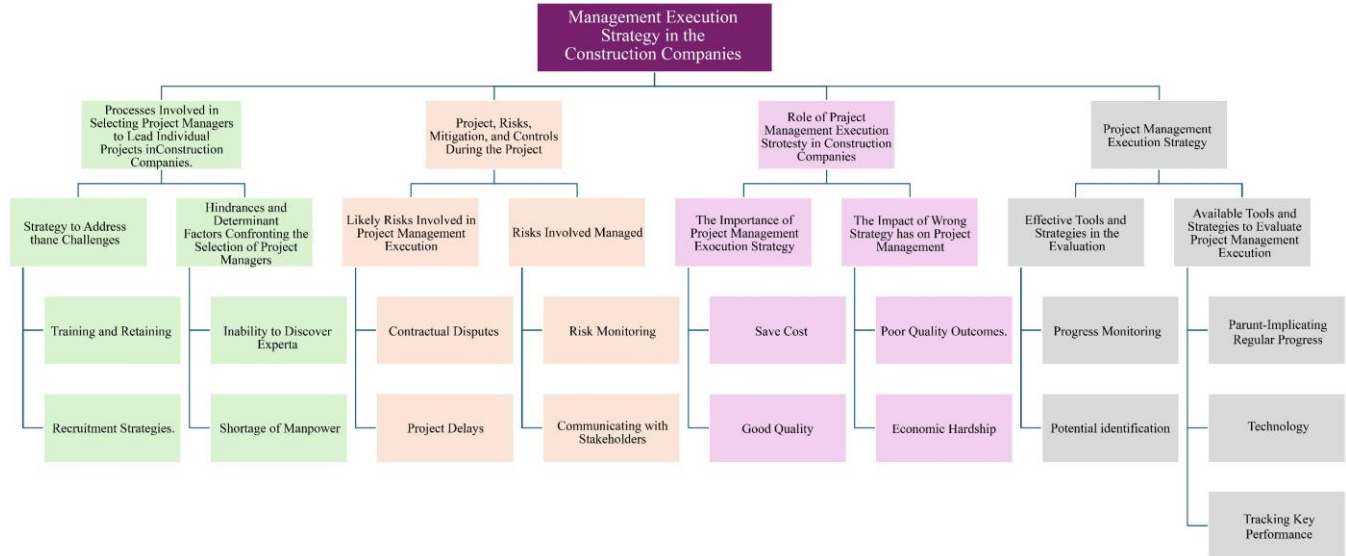 Management Execution
Strategy in the
Construction Companies
Processes Involved in
Selecting Project Managers
to Lead Individual
Projects inConstruction
Companies.
Project, Risks,
Mitigation, and Controls
During the Project
Role of Praject
Management Execution
Strotesty in Construction
Companies
Project Management
Execution Strategy
Strategy to Address
thane Challenges
Hindrances and
Determinant
Factors Confronting the
Selection of Project
Managers
Likely Risks Involved in
Project Management
Execution
Risks Involved Managed
The Importance of
Project Management
Exocution Strategy
The Impact of Wrong
Strategy has on Project
Management
Effective Tools and
Strategies in the
Evaluation
Available Tools and
Strategies to Evaluate
Project Management
Execution
Training and Retaining
Inability to Discover
Experta
Contractual Disputes
Risk Monitoring
Save Cost
Poor Quality Outcomes.
Progress Monitoring
Parunt-Implicating
Regular Progress
Recruitment Strategies.
Shortage of Manpower
Project Delays
Communicating with
Stakeholders
Good Quality
Economic Hardship
Potential identification
Technology
Tracking Key
Performance